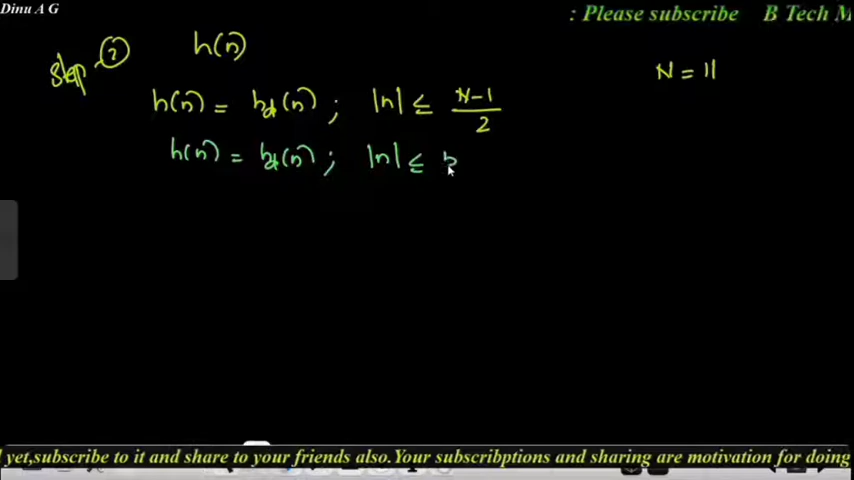 Dinu A G
: Please subscribe B Tech M
Step - ②
h(n)
N = 11
h(n) = hd(n) ; |n| ≤ N-1/2
h(n) = hd(n) ; |n| ≤
d yet,subscribe to it and share to your friends also.Your subscribptions and sharing are motivation for doing